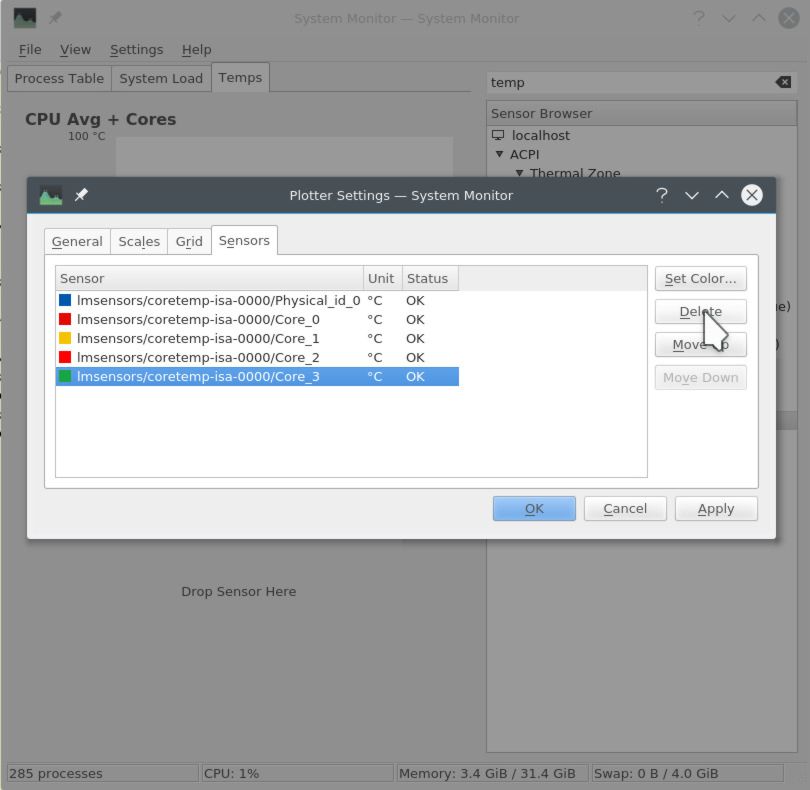 System Monitor — System Monitor
File View Settings Help
Process Table System Load Temps
temp
CPU Avg + Cores
100 °C
Sensor Browser
localhost
ACPI
Thermal Zone
Plotter Settings — System Monitor
General Scales Grid Sensors
Sensor Unit Status
lmsensors/coretemp-isa-0000/Physical_id_0 °C OK
lmsensors/coretemp-isa-0000/Core_0 °C OK
lmsensors/coretemp-isa-0000/Core_1 °C OK
lmsensors/coretemp-isa-0000/Core_2 °C OK
lmsensors/coretemp-isa-0000/Core_3 °C OK
Set Color...
Delete
Move Up
Move Down
OK Cancel Apply
Drop Sensor Here
285 processes CPU: 1% Memory: 3.4 GiB / 31.4 GiB Swap: 0 B / 4.0 GiB